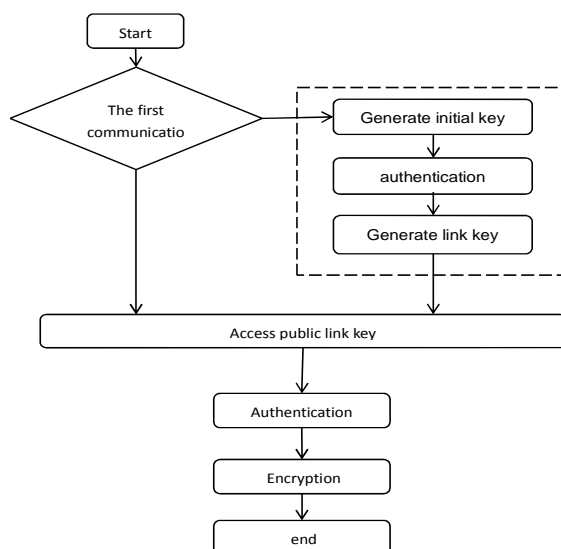 Start
The first
communicatio
Generate initial key
authentication
Generate link key
Access public link key
Authentication
Encryption
end